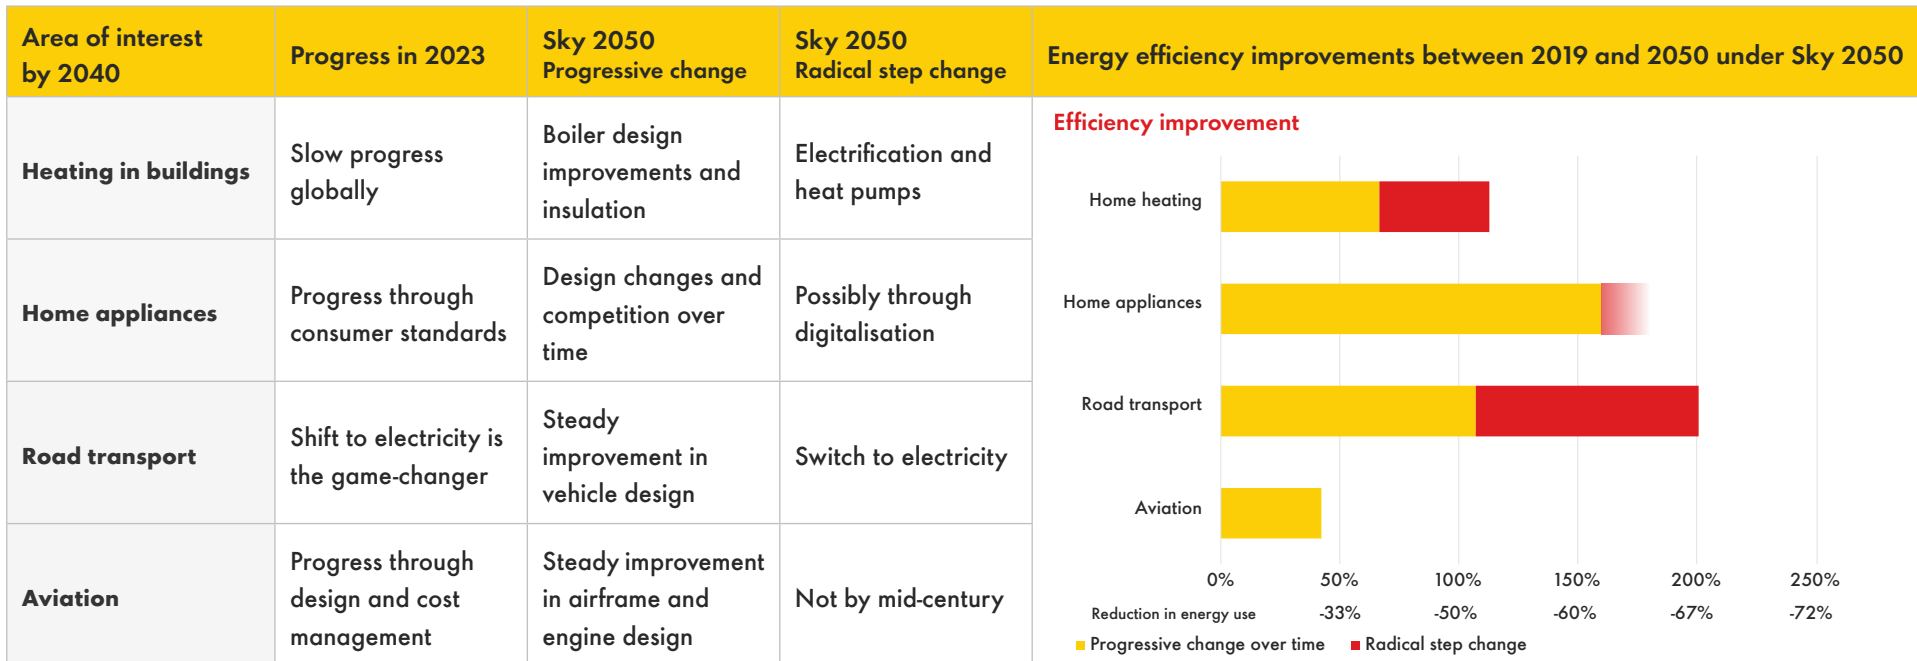 Area of interest
by 2040
Progress in 2023
Sky 2050
Progressive change
Sky 2050
Radical step change
Energy efficiency improvements between 2019 and 2050 under Sky 2050
Heating in buildings
Slow progress
globally
Boiler design
improvements and
insulation
Electrification and
heat pumps
Home appliances
Progress through
consumer standards
Design changes and
competition over
time
Possibly through
digitalisation
Road transport
Shift to electricity is
the game-changer
Steady
improvement in
vehicle design
Switch to electricity
Aviation
Progress through
design and cost
management
Steady improvement
in airframe and
engine design
Not by mid-century
Efficiency improvement
Home heating
Home appliances
Road transport
Aviation
0% 50% 100% 150% 200% 250%
Reduction in energy use -33% -50% -60% -67% -72%
Progressive change over time Radical step change